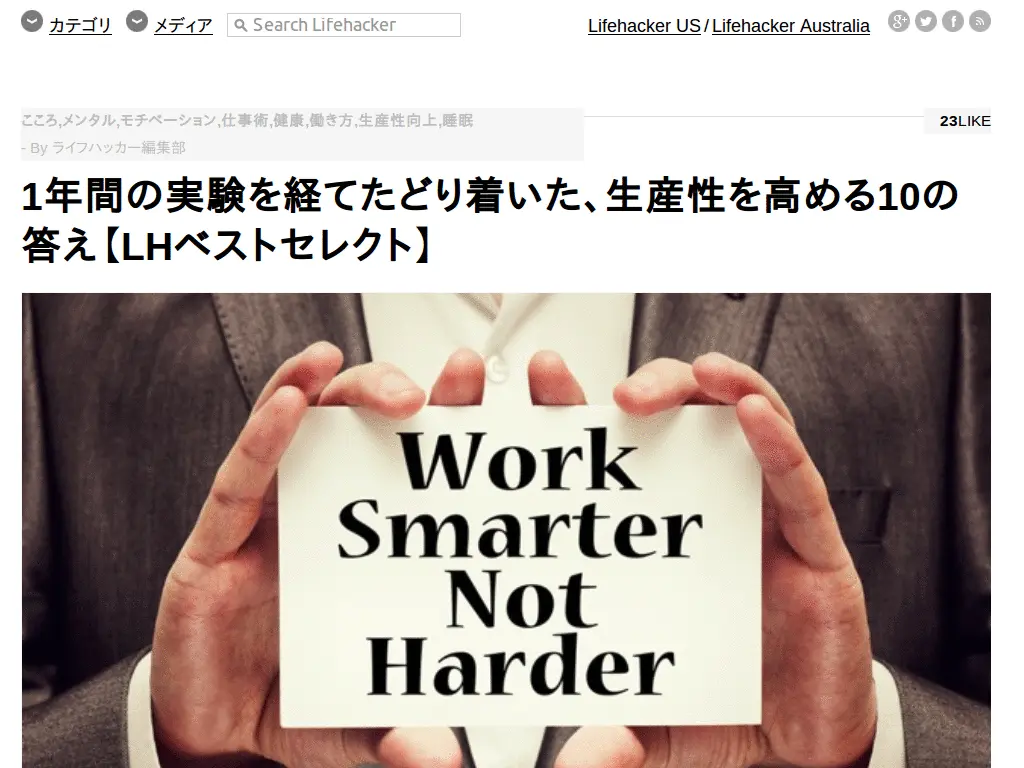 カテゴリ メディア Search Lifehacker Lifehacker US / Lifehacker Australia
こころ,メンタル,モチベーション,仕事術,健康,働き方,生産性向上,睡眠
23LIKE
- By ライフハッカー編集部
1年間の実験を経てたどり着いた、生産性を高める10の
答え【LHベストセレクト】
Work
Smarter
Not
Harder